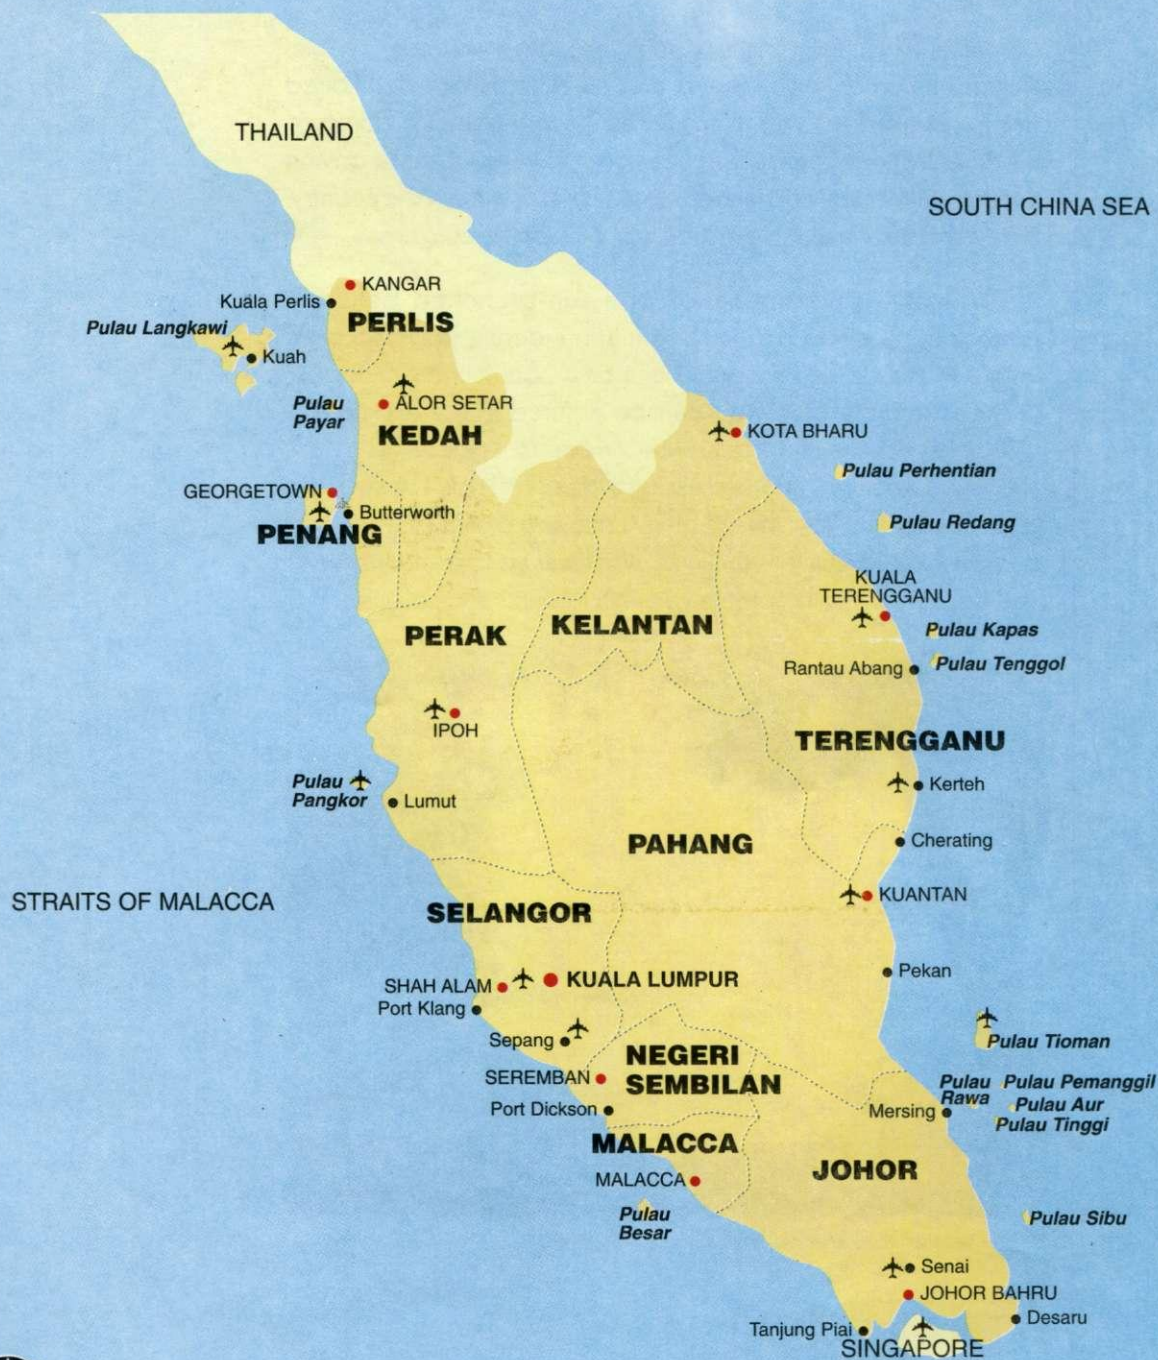 THAILAND
SOUTH CHINA SEA
KANGAR
Kuala Perlis
PERLIS
Pulau Langkawi
Kuah
Pulau
Payar
ALOR SETAR
KEDAH
KOTA BHARU
Pulau Perhentian
GEORGETOWN
Butterworth
PENANG
Pulau Redang
KUALA
TERENGGANU
PERAK
KELANTAN
Pulau Kapas
Rantau Abang
Pulau Tenggol
IPOH
TERENGGANU
Pulau
Pangkor
Lumut
Kerteh
PAHANG
Cherating
STRAITS OF MALACCA
SELANGOR
KUANTAN
SHAH ALAM
KUALA LUMPUR
Pekan
Port Klang
Sepang
Pulau Tioman
NEGERI
SEMBILAN
SEREMBAN
Pulau
Rawa
Pulau Pemanggil
Port Dickson
Mersing
Pulau Aur
Pulau Tinggi
MALACCA
JOHOR
MALACCA
Pulau
Besar
Pulau Sibu
Senai
JOHOR BAHRU
Desaru
Tanjung Piai
SINGAPORE